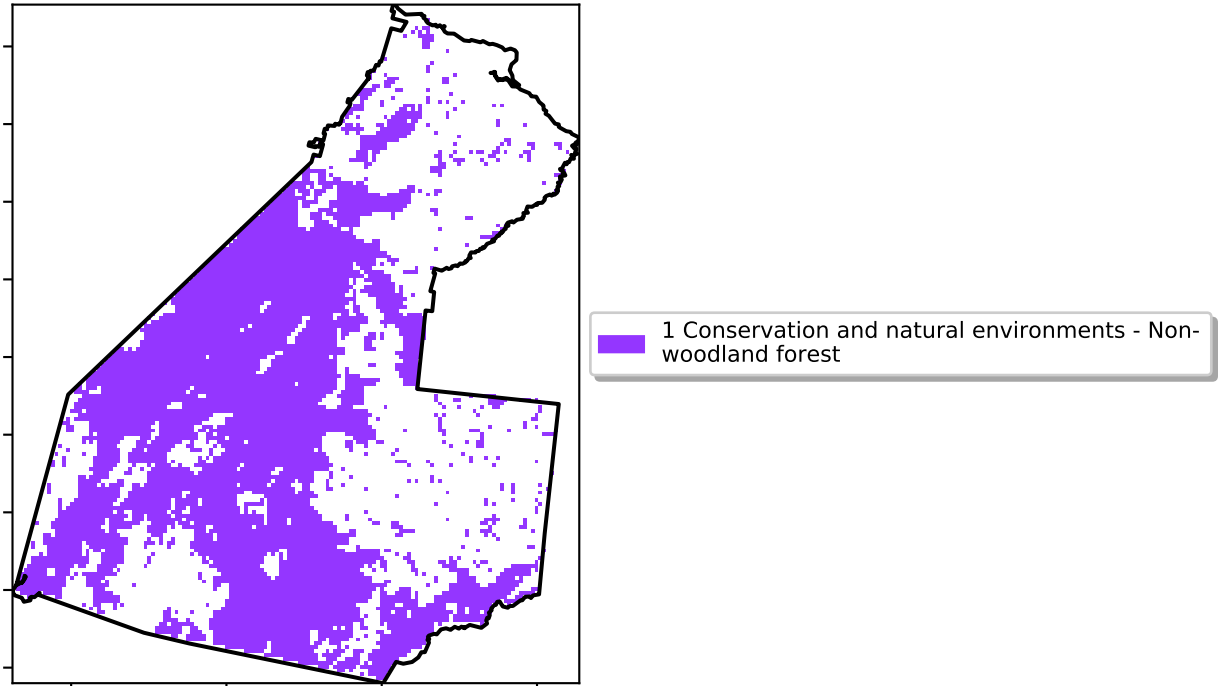 1 Conservation and natural environments - Non-
woodland forest